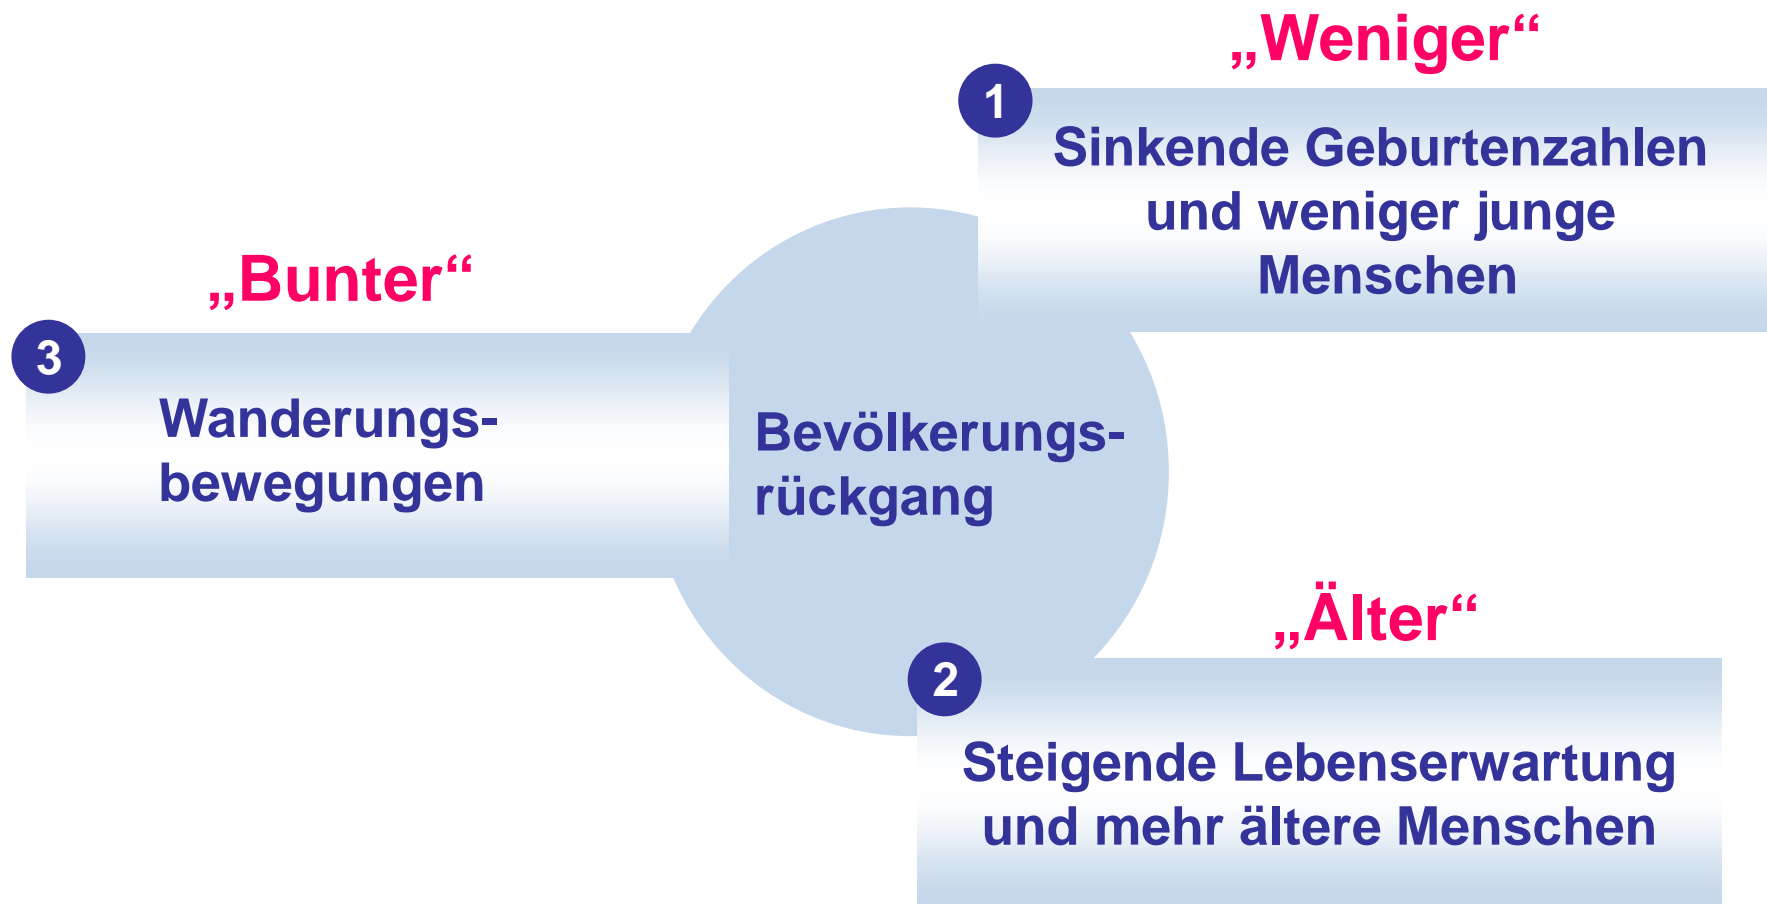 „Weniger“
1
Sinkende Geburtenzahlen
und weniger junge
Menschen
„Bunter“
3
Wanderungs-
bewegungen
Bevölkerungs-
rückgang
„Älter“
2
Steigende Lebenserwartung
und mehr ältere Menschen